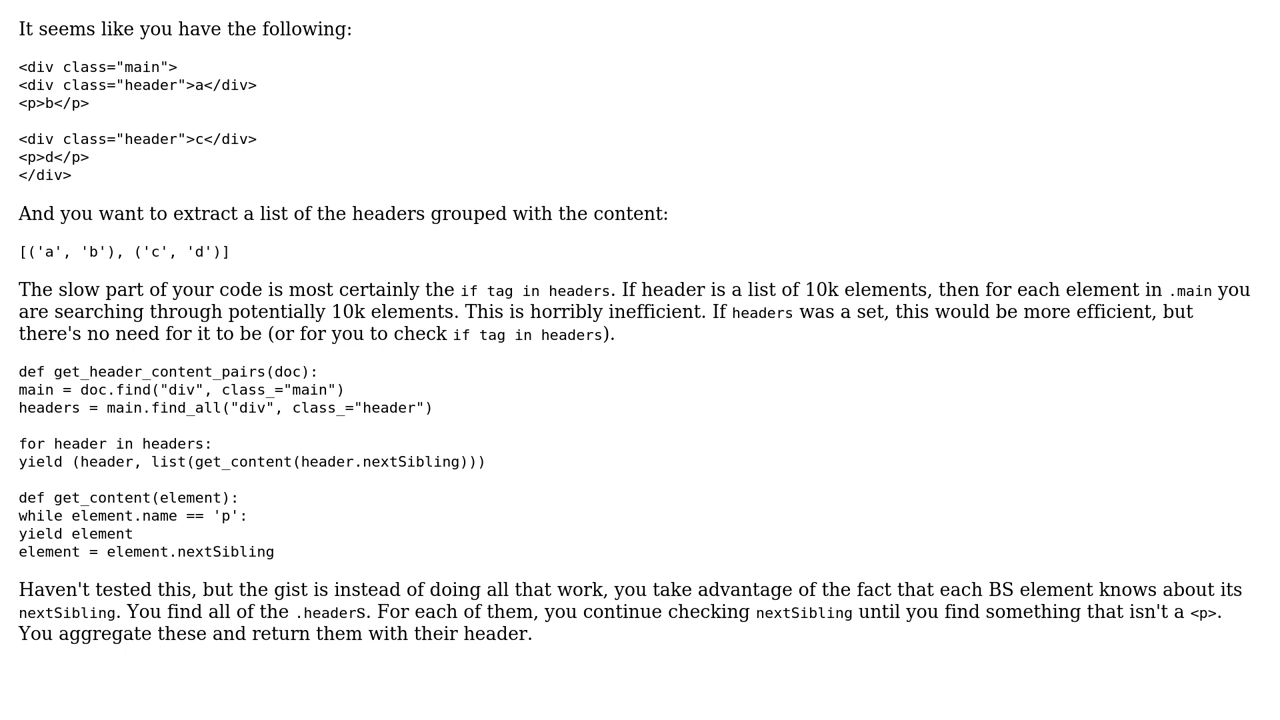 It seems like you have the following:
<div class="main">
<div class="header">a</div>
<p>b</p>
<div class="header">c</div>
<p>d</p>
</div>
And you want to extract a list of the headers grouped with the content:
[('a', 'b'), ('c', 'd')]
The slow part of your code is most certainly the if tag in headers. If header is a list of 10k elements, then for each element in .main you
are searching through potentially 10k elements. This is horribly inefficient. If headers was a set, this would be more efficient, but
there's no need for it to be (or for you to check if tag in headers).
def get_header_content_pairs(doc):
main = doc.find("div", class_="main")
headers = main.find_all("div", class_="header")
for header in headers:
yield (header, list(get_content(header.nextSibling)))
def get_content(element):
while element.name == 'p':
yield element
element = element.nextSibling
Haven't tested this, but the gist is instead of doing all that work, you take advantage of the fact that each BS element knows about its
nextSibling. You find all of the .headers. For each of them, you continue checking nextSibling until you find something that isn't a <p>.
You aggregate these and return them with their header.